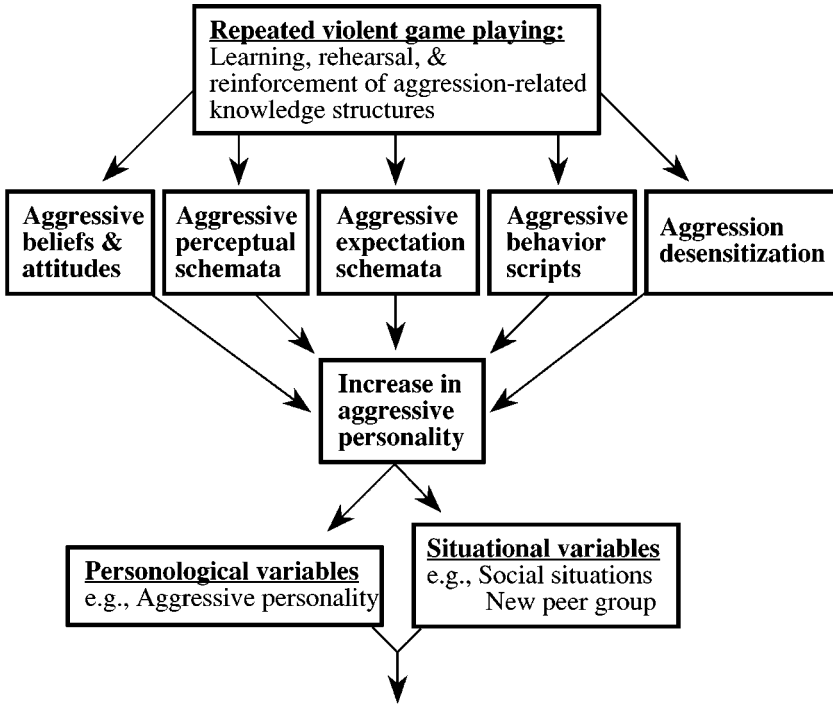 Repeated violent game playing:
Learning, rehearsal, &
reinforcement of aggression-related
knowledge structures
Aggressive
beliefs &
attitudes
Aggressive
perceptual
schemata
Aggressive
expectation
schemata
Aggressive
behavior
scripts
Aggression
desensitization
Increase in
aggressive
personality
Personological variables
e.g., Aggressive personality
Situational variables
e.g., Social situations
New peer group